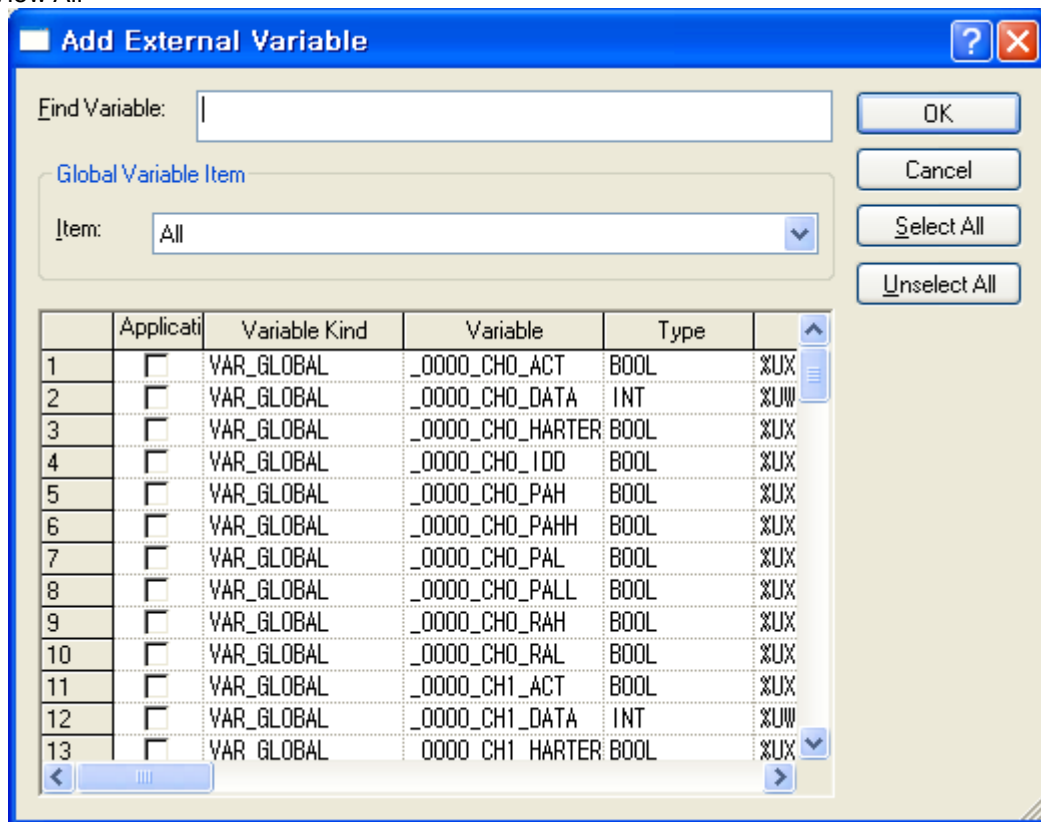 All
Add External Variable
Find Variable:
OK
Global Variable Item
Cancel
Item: All
Select All
Unselect All
Applicati Variable Kind Variable Type
1 VAR_GLOBAL _0000_CH0_ACT BOOL %UX
2 VAR_GLOBAL _0000_CH0_DATA INT %UW
3 VAR_GLOBAL _0000_CH0_HARTER BOOL %UX
4 VAR_GLOBAL _0000_CH0_IDD BOOL %UX
5 VAR_GLOBAL _0000_CH0_PAH BOOL %UX
6 VAR_GLOBAL _0000_CH0_PAHH BOOL %UX
7 VAR_GLOBAL _0000_CH0_PAL BOOL %UX
8 VAR_GLOBAL _0000_CH0_PALL BOOL %UX
9 VAR_GLOBAL _0000_CH0_RAH BOOL %UX
10 VAR_GLOBAL _0000_CH0_RAL BOOL %UX
11 VAR_GLOBAL _0000_CH1_ACT BOOL %UX
12 VAR_GLOBAL _0000_CH1_DATA INT %UW
13 VAR_GLOBAL _0000_CH1_HARTER BOOL %UX